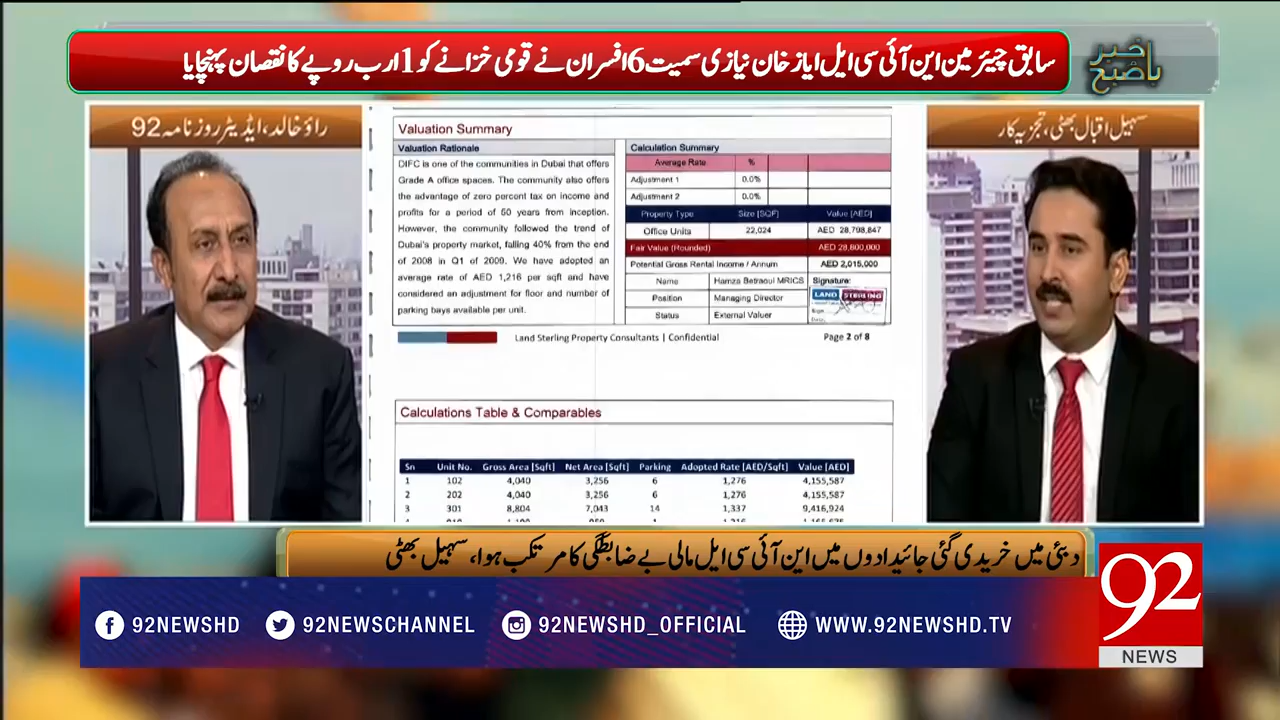 سابق چیئرمین این آئی سی ایل ایاز خان نیازی سمیت 6 افسران نے قومی خزانے کو 1 ارب روپے کا نقصان پہنچایا
باخبر صبح
راؤ خالد، ایڈیٹر روزنامہ 92
سہیل اقبال بھٹی، تجزیہ کار
Valuation Summary
Valuation Rationale
DIFC is one of the communities in Dubai that offers
Grade A office spaces. The community also offers
the advantage of zero percent tax on income and
profits for a period of 50 years from inception.
However, the community followed the trend of
Dubai's property market, falling 40% from the end
of 2008 in Q1 of 2009. We have adopted an
average rate of AED 1,216 per sqft and have
considered an adjustment for floor and number of
parking bays available per unit.
Calculation Summary
Average Rate %
Adjustment 1 0.0%
Adjustment 2 0.0%
Property Type Size [SQF] Value [AED]
Office Units 22,024 AED 28,798,847
Fair Value (Rounded) AED 28,800,000
Potential Gross Rental Income / Annum AED 2,015,000
Name Hamza Betraoui MRICS Signature:
Position Managing Director
LAND STERLING
Status External Valuer
Land Sterling Property Consultants | Confidential Page 2 of 8
Calculations Table & Comparables
Sn Unit No. Gross Area [Sqft] Net Area [Sqft] Parking Adopted Rate [AED/Sqft] Value [AED]
1 102 4,040 3,256 6 1,276 4,155,587
2 202 4,040 3,256 6 1,276 4,155,587
3 301 8,804 7,043 14 1,337 9,416,924
دبئی میں خریدی گئی جائیدادوں میں این آئی سی ایل مالی بے ضابطگی کا مرتکب ہوا، سہیل بھٹی
92NEWSHD 92NEWSCHANNEL 92NEWSHD_OFFICIAL WWW.92NEWSHD.TV
92
NEWS